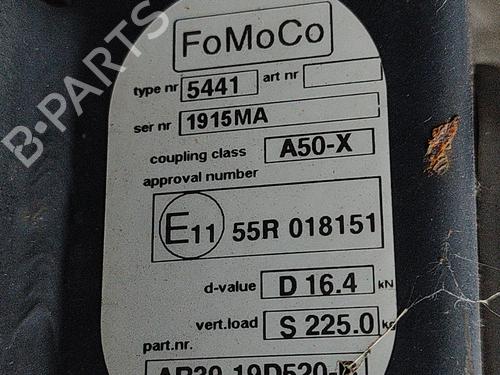 B-PARTS
FoMoCo
type nr 5441 art nr
ser nr 1915MA
coupling class A50-X
approval number
E11 55R 018151
d-value D 16.4 kN
vert.load S 225.0 kg
part.nr.